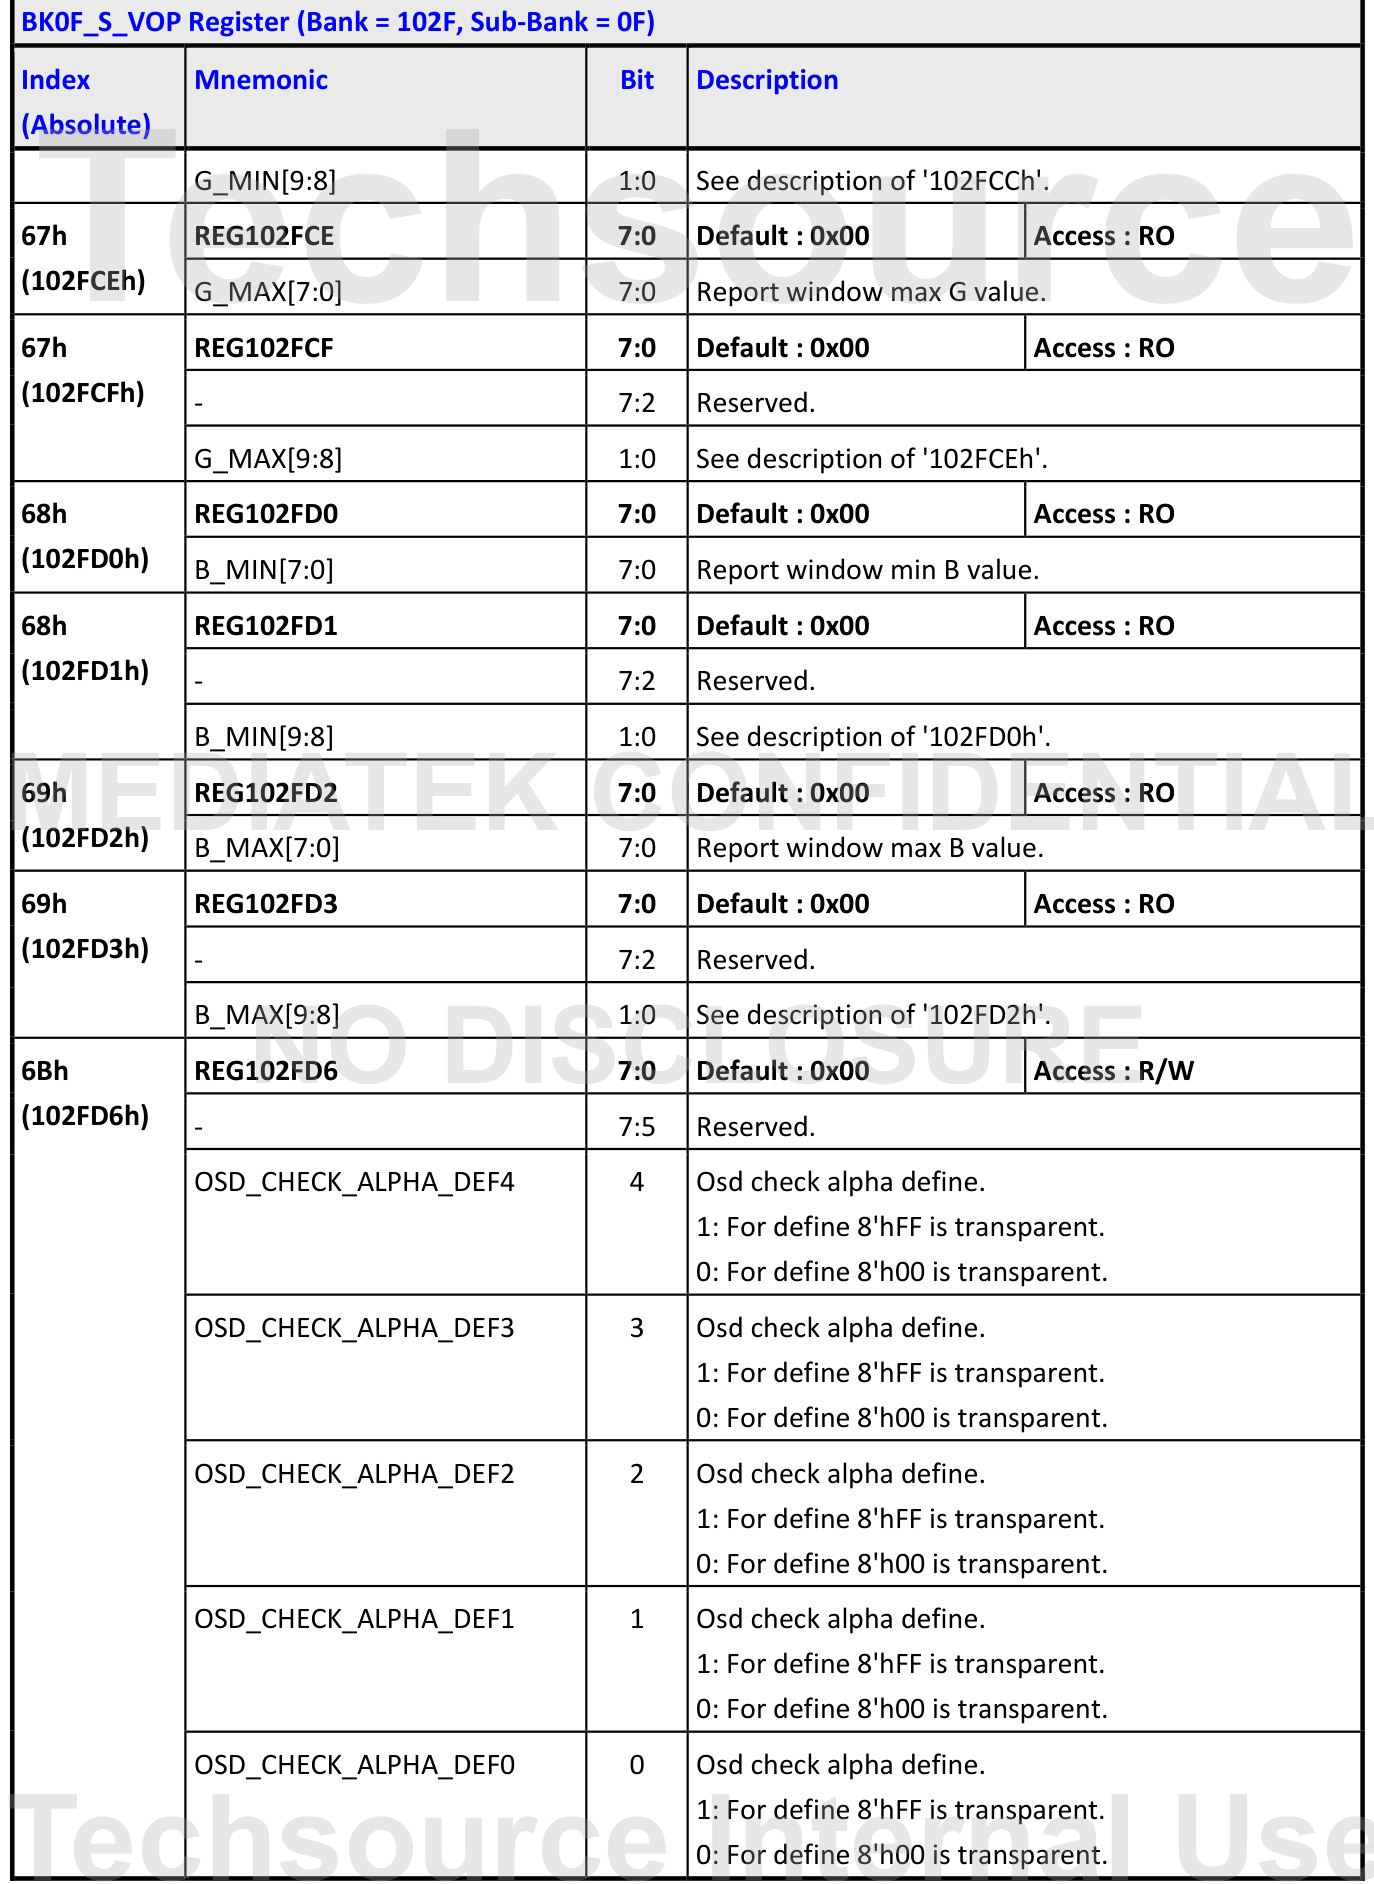 BK0F_S_VOP Register (Bank = 102F, Sub-Bank = 0F)
Index (Absolute) Mnemonic Bit Description
G_MIN[9:8] 1:0 See description of '102FCCh'.
67h (102FCEh) REG102FCE 7:0 Default : 0x00 Access : RO
G_MAX[7:0] 7:0 Report window max G value.
67h (102FCFh) REG102FCF 7:0 Default : 0x00 Access : RO
- 7:2 Reserved.
G_MAX[9:8] 1:0 See description of '102FCEh'.
68h (102FD0h) REG102FD0 7:0 Default : 0x00 Access : RO
B_MIN[7:0] 7:0 Report window min B value.
68h (102FD1h) REG102FD1 7:0 Default : 0x00 Access : RO
- 7:2 Reserved.
B_MIN[9:8] 1:0 See description of '102FD0h'.
69h (102FD2h) REG102FD2 7:0 Default : 0x00 Access : RO
B_MAX[7:0] 7:0 Report window max B value.
69h (102FD3h) REG102FD3 7:0 Default : 0x00 Access : RO
- 7:2 Reserved.
B_MAX[9:8] 1:0 See description of '102FD2h'.
6Bh (102FD6h) REG102FD6 7:0 Default : 0x00 Access : R/W
- 7:5 Reserved.
OSD_CHECK_ALPHA_DEF4 4 Osd check alpha define.
1: For define 8'hFF is transparent.
0: For define 8'h00 is transparent.
OSD_CHECK_ALPHA_DEF3 3 Osd check alpha define.
1: For define 8'hFF is transparent.
0: For define 8'h00 is transparent.
OSD_CHECK_ALPHA_DEF2 2 Osd check alpha define.
1: For define 8'hFF is transparent.
0: For define 8'h00 is transparent.
OSD_CHECK_ALPHA_DEF1 1 Osd check alpha define.
1: For define 8'hFF is transparent.
0: For define 8'h00 is transparent.
OSD_CHECK_ALPHA_DEF0 0 Osd check alpha define.
1: For define 8'hFF is transparent.
0: For define 8'h00 is transparent.
Techsource
MEDIATEK CONFIDENTIAL
NO DISCLOSURE
Techsource Internal Use